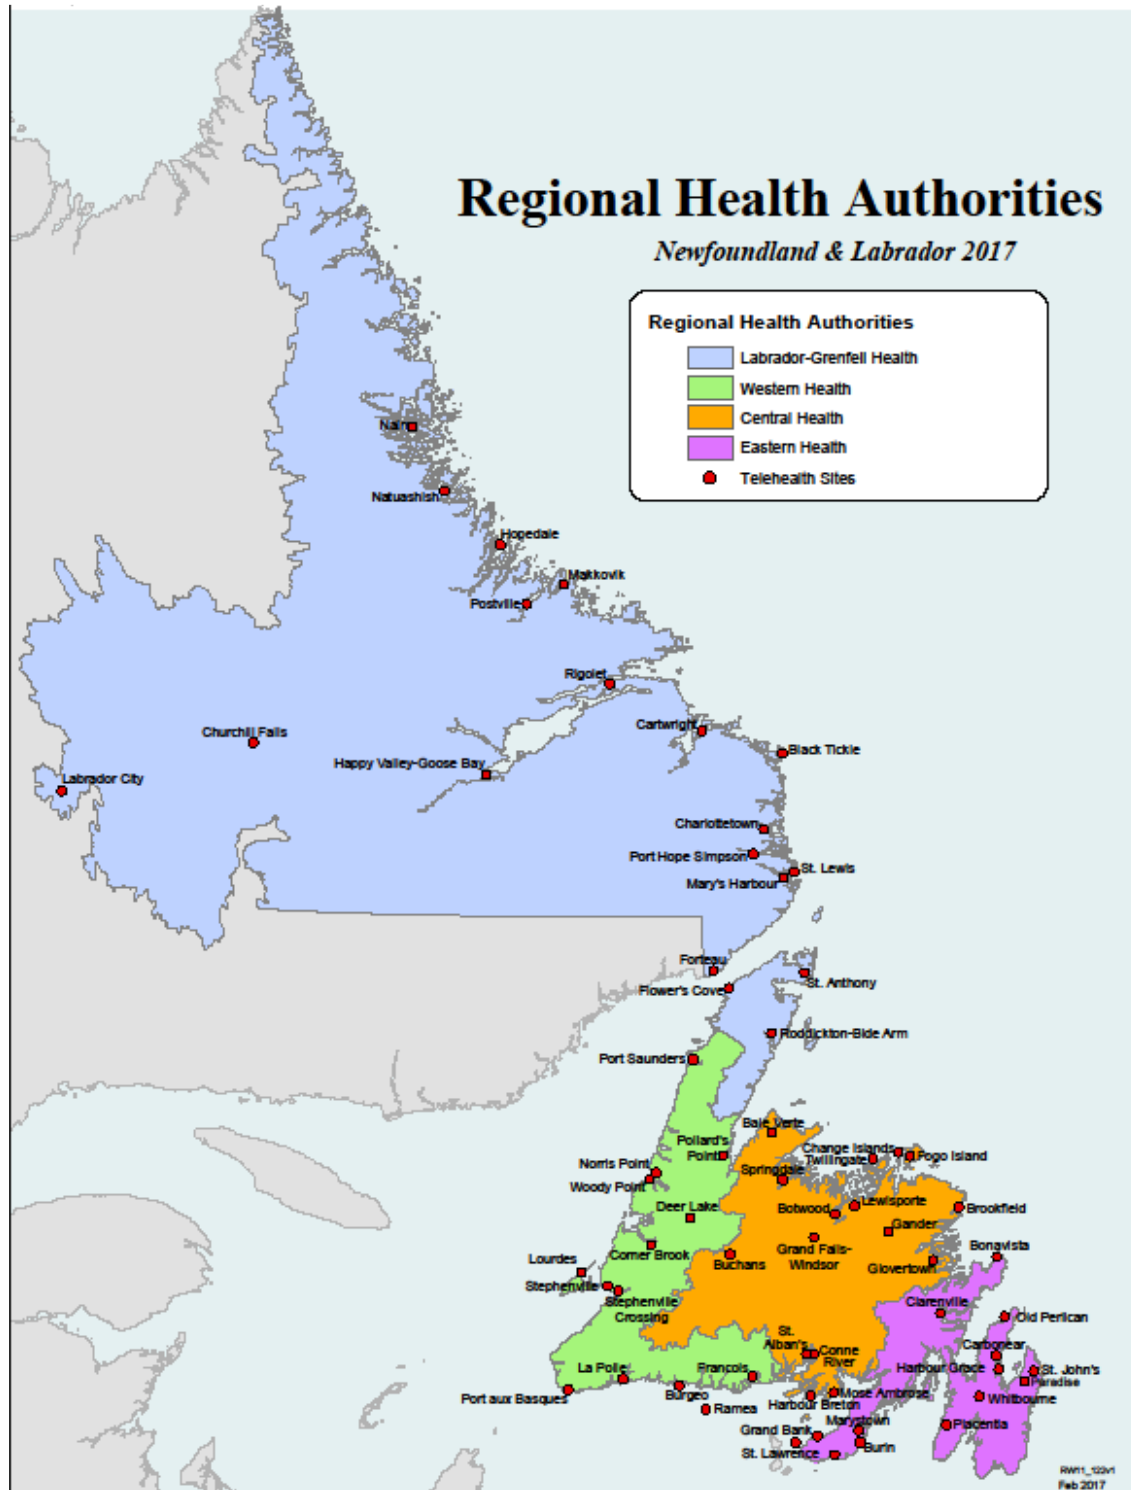 Regional Health Authorities
Newfoundland & Labrador 2017
Regional Health Authorities
Labrador-Grenfell Health
Western Health
Central Health
Eastern Health
Telehealth Sites
Nain
Natuashish
Hopedale
Makkovik
Postville
Rigolet
Cartwright
Churchill Falls
Black Tickle
Happy Valley-Goose Bay
Labrador City
Charlottetown
Port Hope Simpson
St. Lewis
Mary's Harbour
Forteau
St. Anthony
Flower's Cove
Roddickton-Bide Arm
Port Saunders
Baie Verte
Pollard's
Point
Change Islands
Twillingate
Fogo Island
Norris Point
Springdale
Woody Point
Deer Lake
Botwood
Lewisporte
Brookfield
Gander
Corner Brook
Buchans
Grand Falls-
Windsor
Bonavista
Lourdes
Glovertown
Stephenville
Stephenville
Crossing
Clarenville
Old Perlican
St.
Alban's
Conne
River
Carbonear
La Poile
Francois
Harbour Grace
St. John's
Paradise
Port aux Basques
Burgeo
Mose Ambrose
Harbour Breton
Whitbourne
Ramea
Grand Bank
Marystown
Placentia
St. Lawrence
Burin
RW11_122v1
Feb 2017